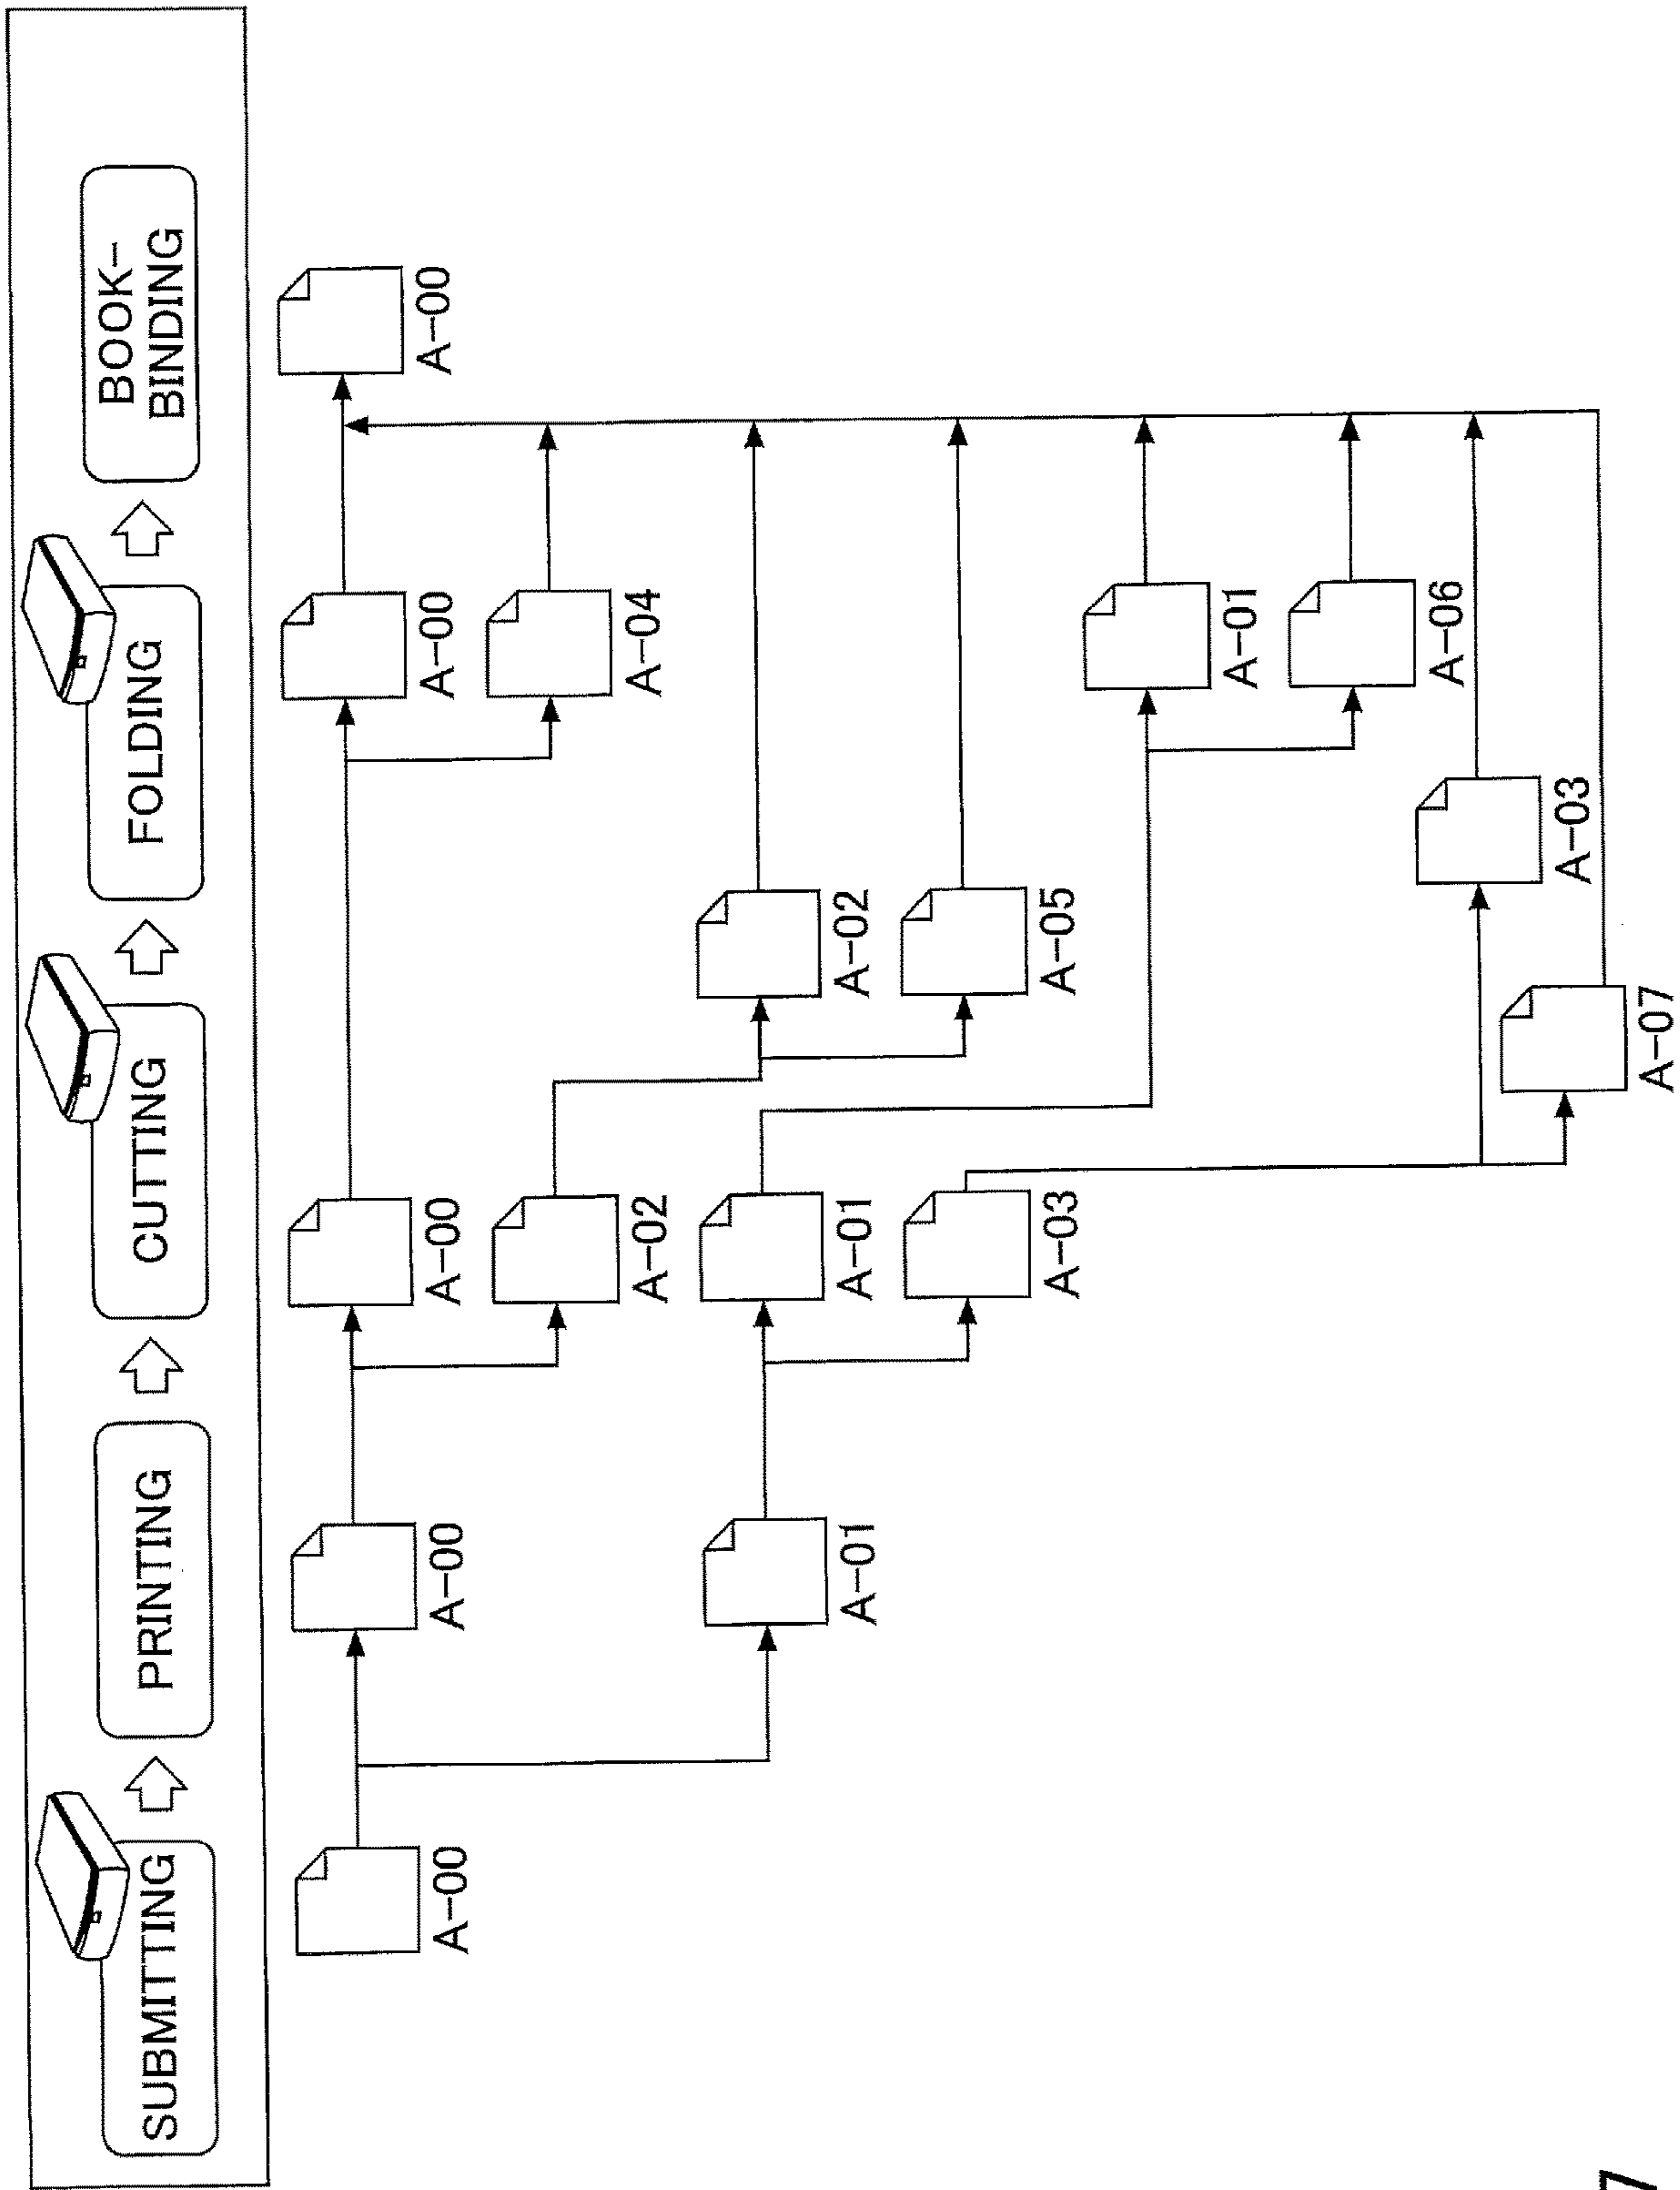 SUBMITTING
PRINTING
CUTTING
FOLDING
BOOK-
BINDING
A-00
A-00
A-00
A-00
A-00
A-02
A-04
A-01
A-01
A-02
A-03
A-05
A-01
A-06
A-03
A-07
7